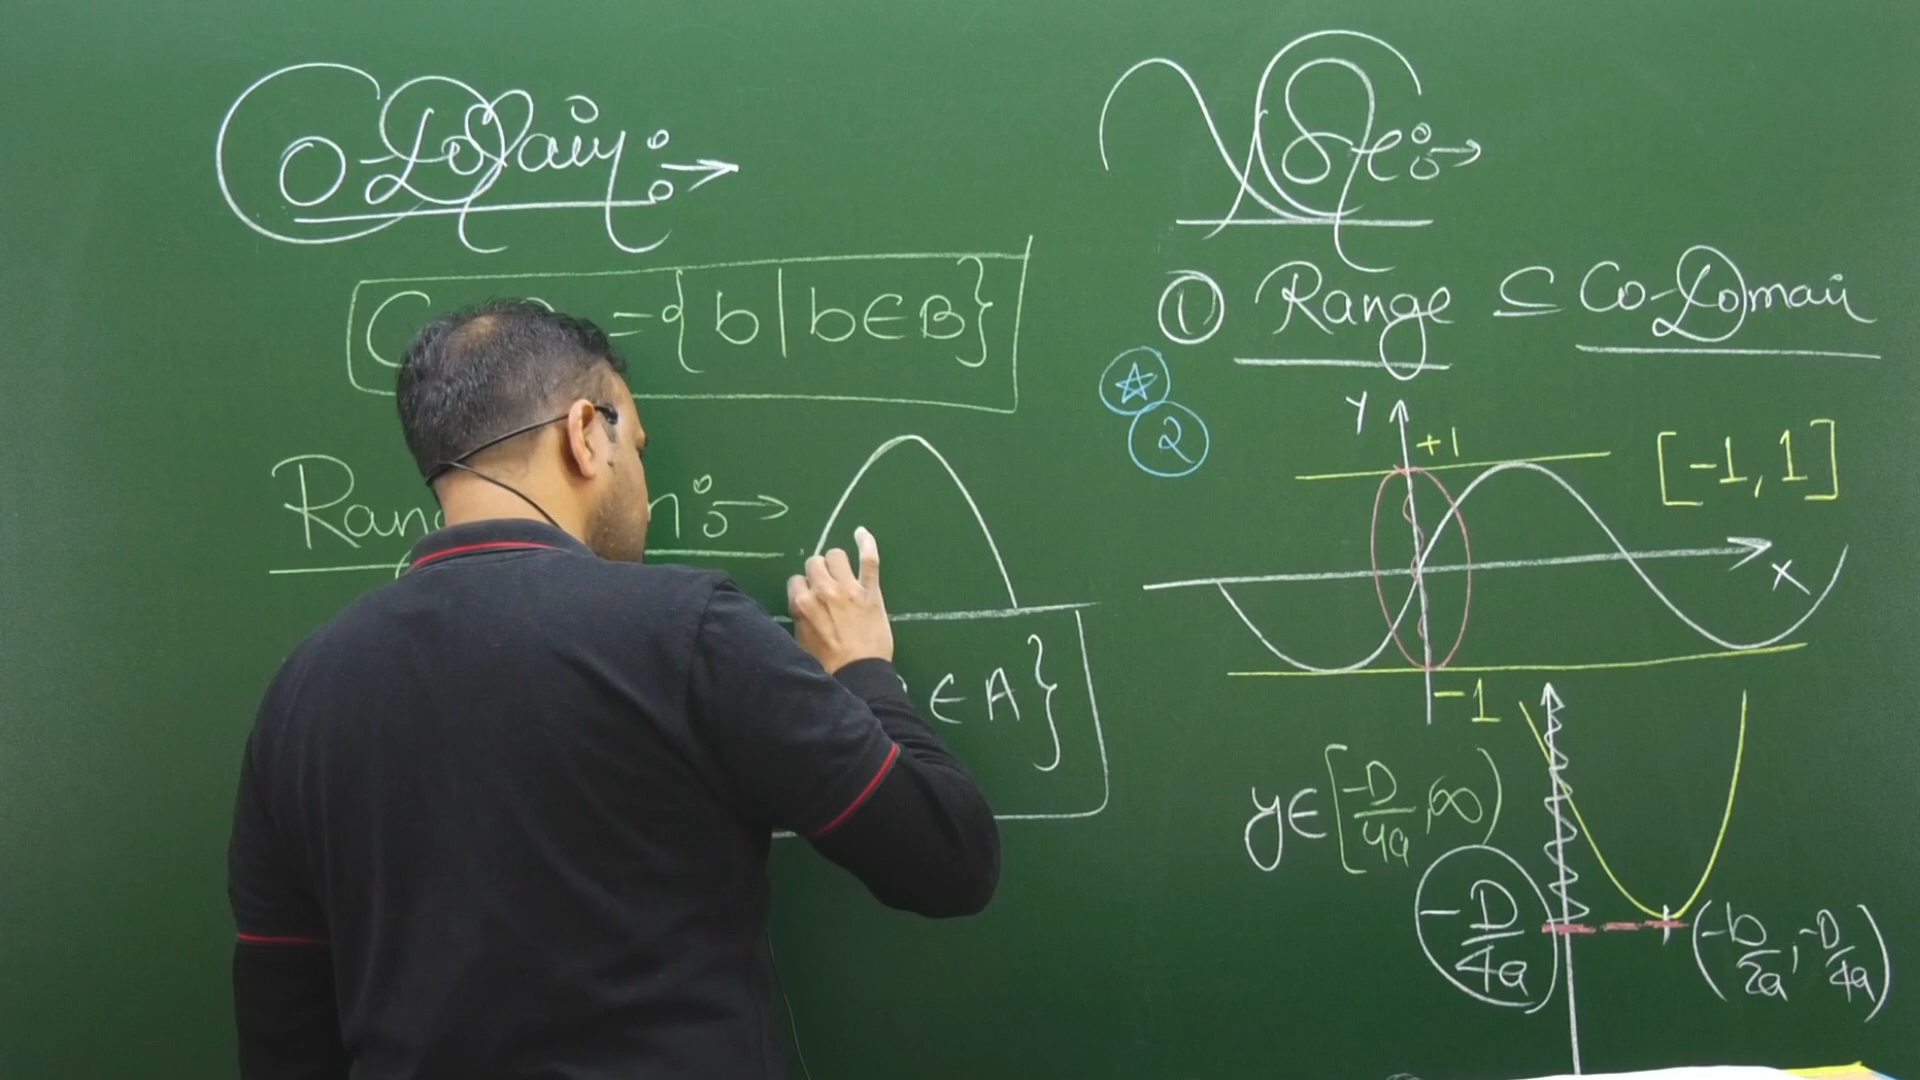 Co-Domain :→
= { b | b ∈ B }
Range :→
∈ A }
Note :→
① Range ⊆ Co-Domain
2
Y
+1
[-1, 1]
X
-1
y ∈ [-D/4a, ∞)
-D/4a
(-b/2a, -D/4a)